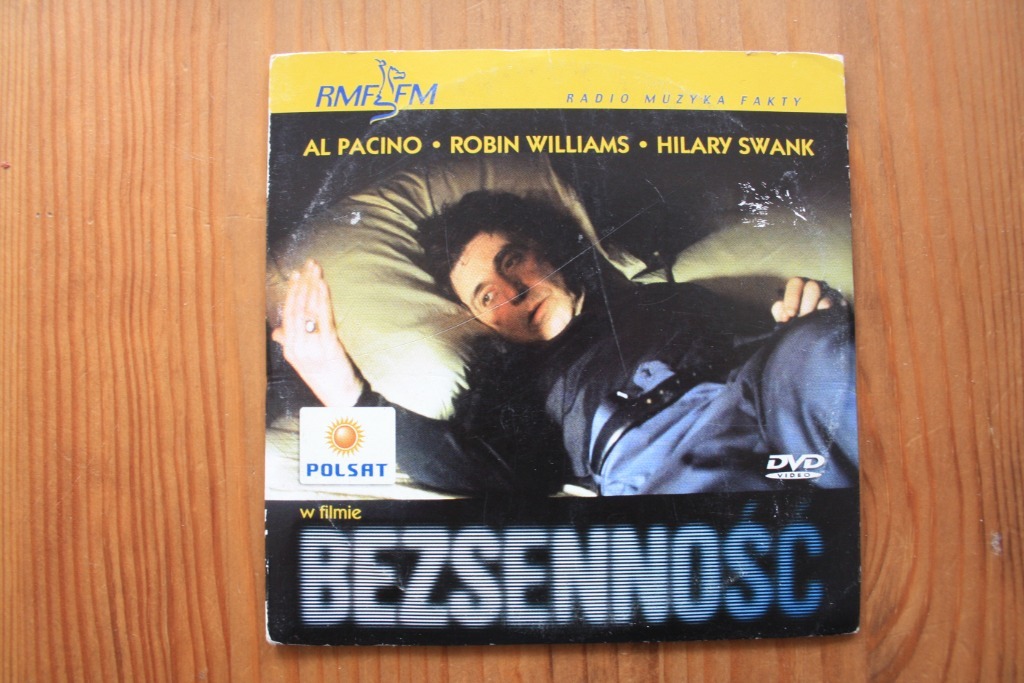 RMF FM
RADIO MUZYKA FAKTY
AL PACINO • ROBIN WILLIAMS • HILARY SWANK
POLSAT
DVD
VIDEO
w filmie
BEZSENNOŚĆ